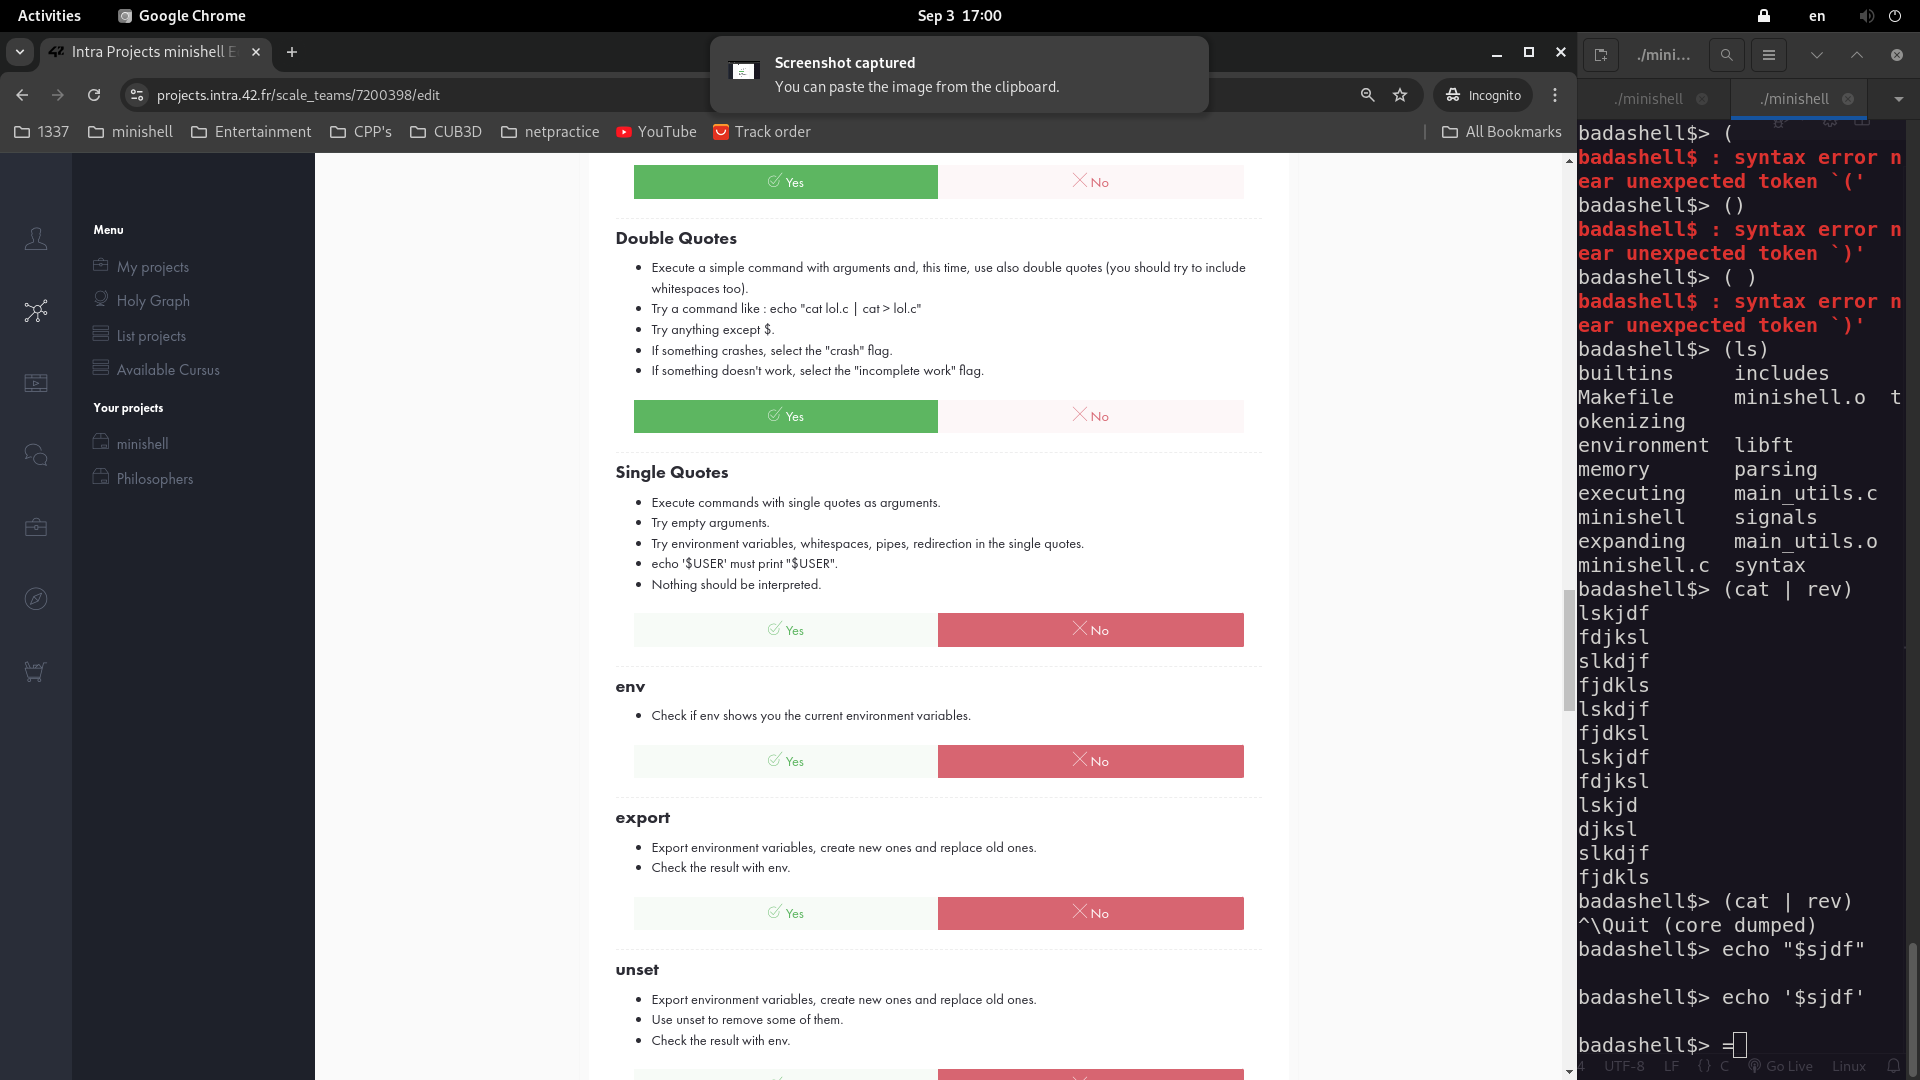 Activities
Google Chrome
Sep 3 17:00
en
Intra Projects minishell E
Screenshot captured
You can paste the image from the clipboard.
projects.intra.42.fr/scale_teams/7200398/edit
Incognito
1337
minishell
Entertainment
CPP's
CUB3D
netpractice
YouTube
Track order
All Bookmarks
Menu
My projects
Holy Graph
List projects
Available Cursus
Your projects
minishell
Philosophers
Yes
No
Double Quotes
Execute a simple command with arguments and, this time, use also double quotes (you should try to include
whitespaces too).
Try a command like : echo "cat lol.c | cat > lol.c"
Try anything except $.
If something crashes, select the "crash" flag.
If something doesn't work, select the "incomplete work" flag.
Yes
No
Single Quotes
Execute commands with single quotes as arguments.
Try empty arguments.
Try environment variables, whitespaces, pipes, redirection in the single quotes.
echo '$USER' must print "$USER".
Nothing should be interpreted.
Yes
No
env
Check if env shows you the current environment variables.
Yes
No
export
Export environment variables, create new ones and replace old ones.
Check the result with env.
Yes
No
unset
Export environment variables, create new ones and replace old ones.
Use unset to remove some of them.
Check the result with env.
./mini...
./minishell
./minishell
badashell$> (
badashell$ : syntax error n
ear unexpected token `('
badashell$> ()
badashell$ : syntax error n
ear unexpected token `)'
badashell$> ( )
badashell$ : syntax error n
ear unexpected token `)'
badashell$> (ls)
builtins     includes
Makefile     minishell.o  t
okenizing
environment  libft
memory       parsing
executing    main_utils.c
minishell    signals
expanding    main_utils.o
minishell.c  syntax
badashell$> (cat | rev)
lskjdf
fdjksl
slkdjf
fjdkls
lskdjf
fjdksl
lskjdf
fdjksl
lskjd
djksl
slkdjf
fjdkls
badashell$> (cat | rev)
^\Quit (core dumped)
badashell$> echo "$sjdf"
badashell$> echo '$sjdf'
badashell$> =
4 UTF-8 LF {} C Go Live Linux